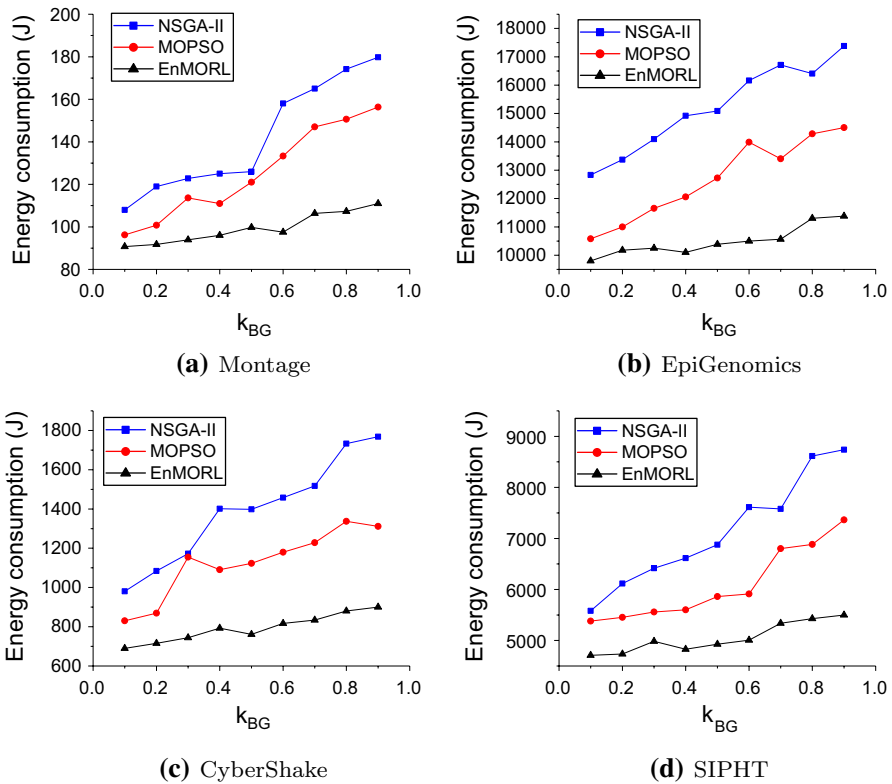 NSGA-II
MOPSO
EnMORL
Energy consumption (J)
200
180
160
140
120
100
80
0.0 0.2 0.4 0.6 0.8 1.0
k_BG
(a) Montage
NSGA-II
MOPSO
EnMORL
Energy consumption (J)
18000
17000
16000
15000
14000
13000
12000
11000
10000
0.0 0.2 0.4 0.6 0.8 1.0
k_BG
(b) EpiGenomics
NSGA-II
MOPSO
EnMORL
Energy consumption (J)
1800
1600
1400
1200
1000
800
600
0.0 0.2 0.4 0.6 0.8 1.0
k_BG
(c) CyberShake
NSGA-II
MOPSO
EnMORL
Energy consumption (J)
9000
8000
7000
6000
5000
0.0 0.2 0.4 0.6 0.8 1.0
k_BG
(d) SIPHT